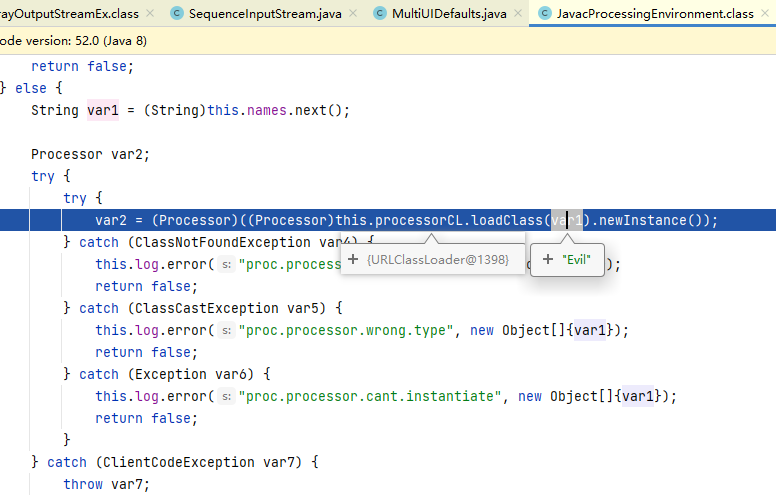 ayOutputStreamEx.class SequenceInputStream.java MultiUIDefaults.java JavacProcessingEnvironment.class
ode version: 52.0 (Java 8)
return false;
} else {
String var1 = (String)this.names.next();
Processor var2;
try {
try {
var2 = (Processor)((Processor)this.processorCL.loadClass(var1).newInstance());
} catch (ClassNotFoundException var4) {
{URLClassLoader@1398} "Evil"
this.log.error( s: "proc.process );
return false;
} catch (ClassCastException var5) {
this.log.error( s: "proc.processor.wrong.type", new Object[]{var1});
return false;
} catch (Exception var6) {
this.log.error( s: "proc.processor.cant.instantiate", new Object[]{var1});
return false;
}
} catch (ClientCodeException var7) {
throw var7;